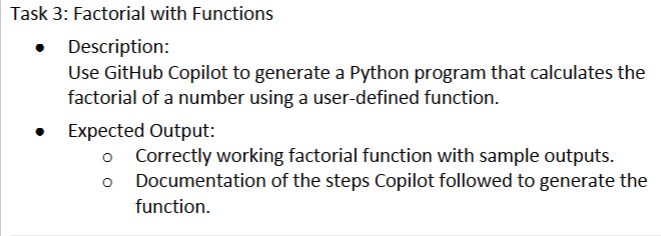 Task 3: Factorial with Functions
● Description:
Use GitHub Copilot to generate a Python program that calculates the
factorial of a number using a user-defined function.
● Expected Output:
○ Correctly working factorial function with sample outputs.
○ Documentation of the steps Copilot followed to generate the
function.